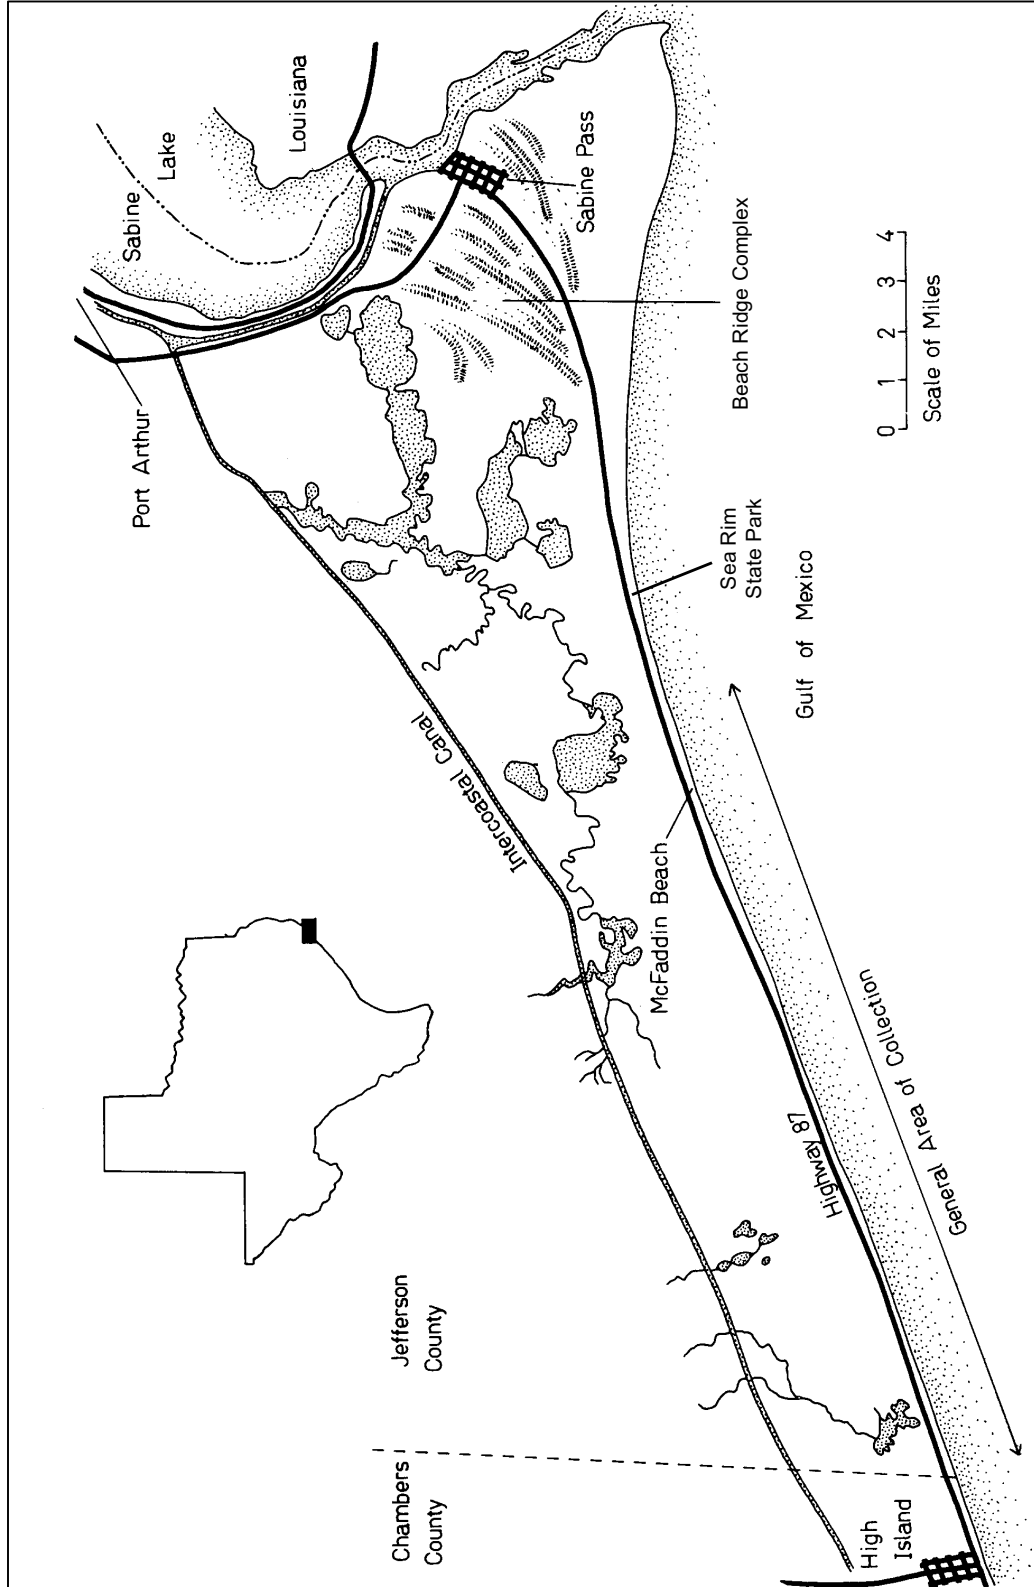 Sabine
Lake
Louisiana
Port Arthur
Sabine Pass
Beach Ridge Complex
0 1 2 3 4
Scale of Miles
Sea Rim
State Park
Gulf of Mexico
Intercoastal Canal
McFaddin Beach
General Area of Collection
Highway 87
Jefferson
County
Chambers
County
High
Island